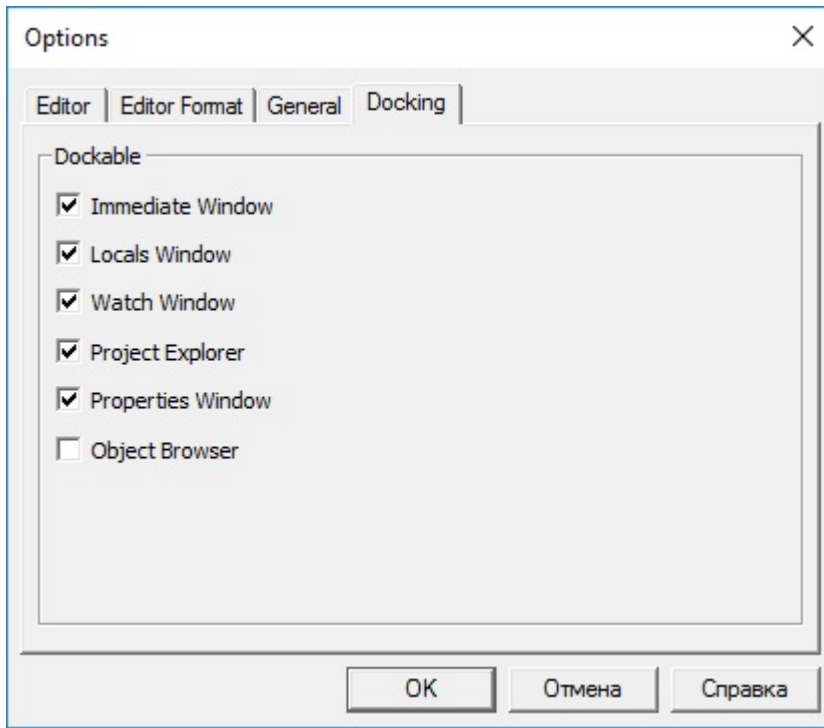 Options
Editor Editor Format General Docking
Dockable
Immediate Window
Locals Window
Watch Window
Project Explorer
Properties Window
Object Browser
OK Отмена Справка